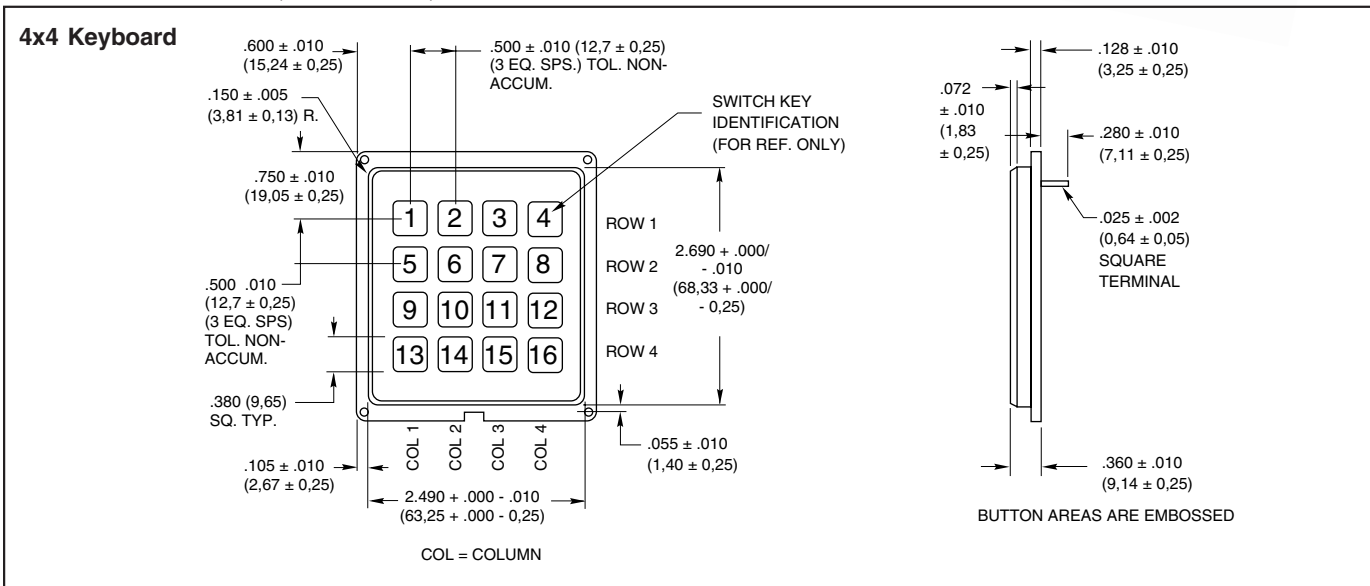 4x4 Keyboard
.600 ± .010
(15,24 ± 0,25)
.500 ± .010 (12,7 ± 0,25)
(3 EQ. SPS.) TOL. NON-
ACCUM.
.150 ± .005
(3,81 ± 0,13) R.
SWITCH KEY
IDENTIFICATION
(FOR REF. ONLY)
.750 ± .010
(19,05 ± 0,25)
1 2 3 4
ROW 1
5 6 7 8
ROW 2
9 10 11 12
ROW 3
13 14 15 16
ROW 4
2.690 + .000/
- .010
(68,33 + .000/
- 0,25)
.500 .010
(12,7 ± 0,25)
(3 EQ. SPS)
TOL. NON-
ACCUM.
.380 (9,65)
SQ. TYP.
COL 1
COL 2
COL 3
COL 4
.055 ± .010
(1,40 ± 0,25)
.105 ± .010
(2,67 ± 0,25)
2.490 + .000 - .010
(63,25 + .000 - 0,25)
COL = COLUMN
.128 ± .010
(3,25 ± 0,25)
.072
± .010
(1,83
± 0,25)
.280 ± .010
(7,11 ± 0,25)
.025 ± .002
(0,64 ± 0,05)
SQUARE
TERMINAL
.360 ± .010
(9,14 ± 0,25)
BUTTON AREAS ARE EMBOSSED